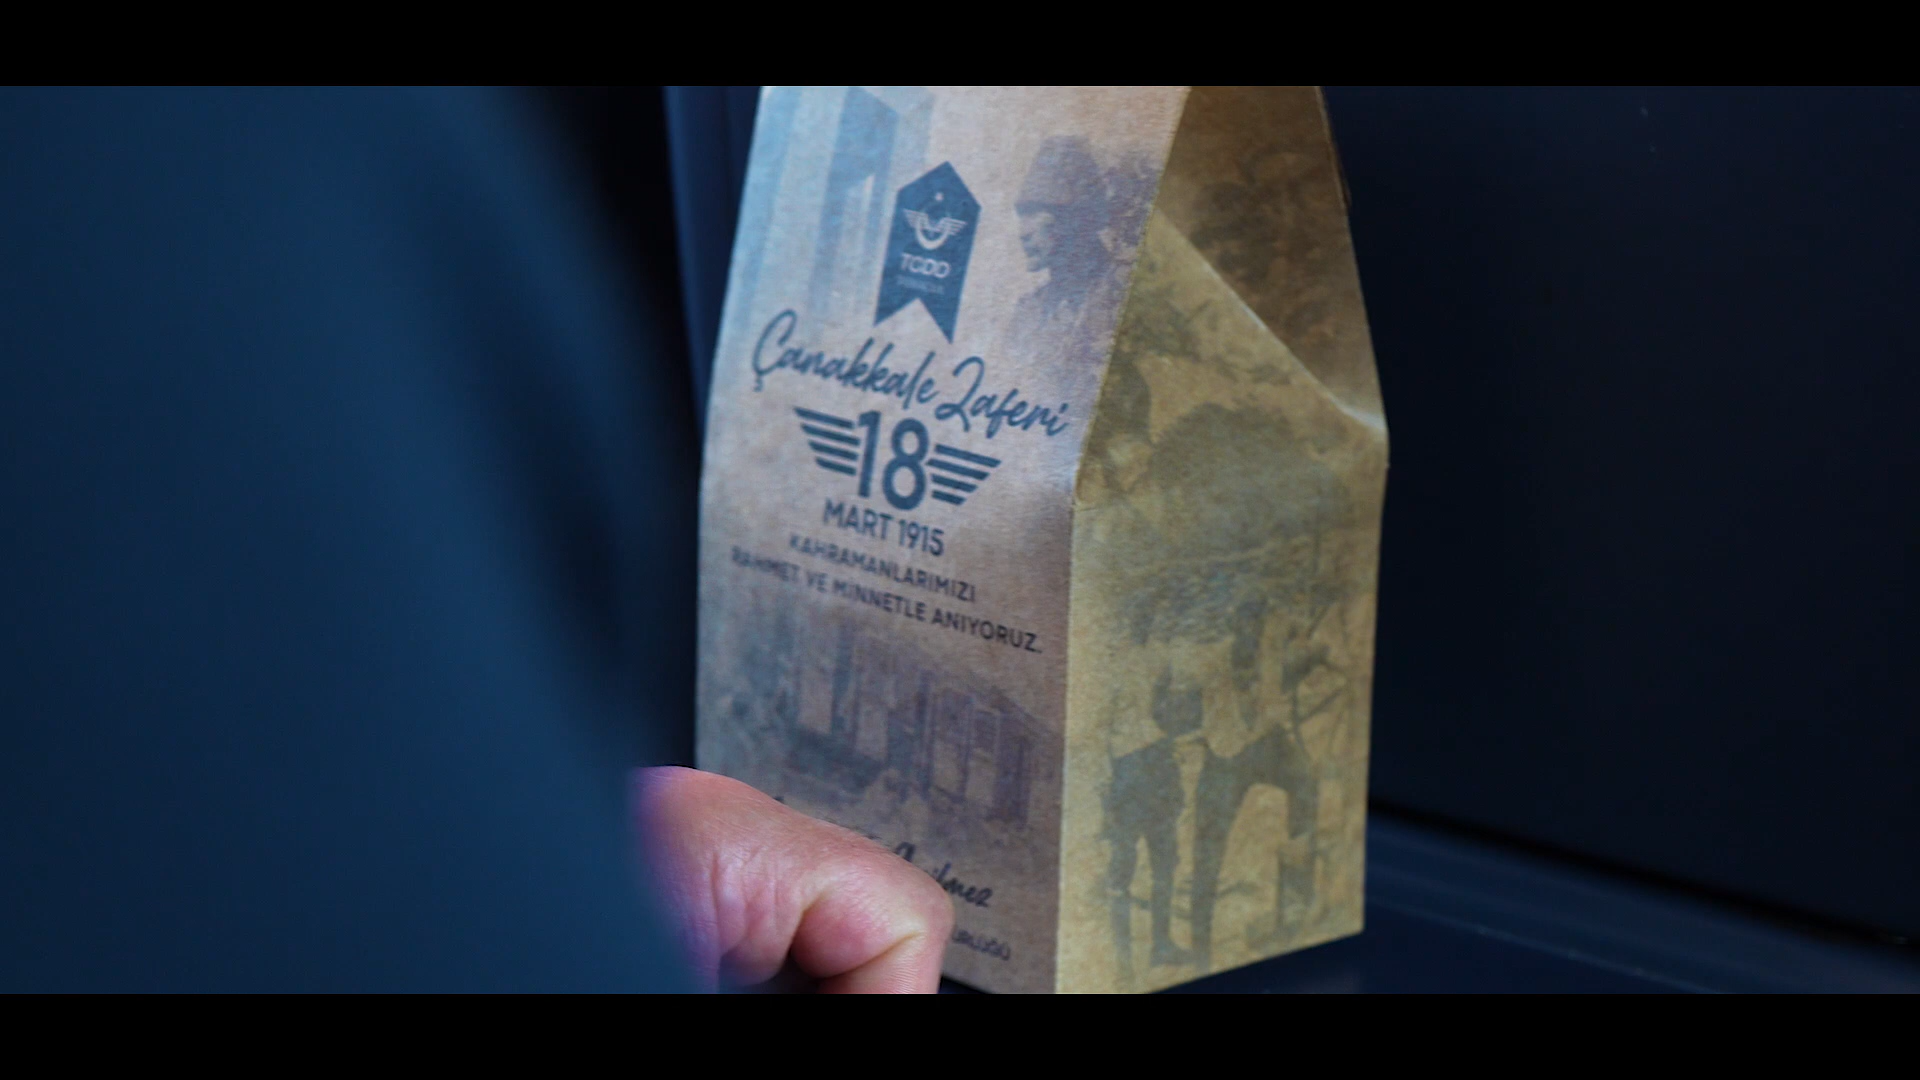 TCDD
Çanakkale Zaferi
18
MART 1915
KAHRAMANLARIMIZI
RAHMET VE MİNNETLE ANIYORUZ.